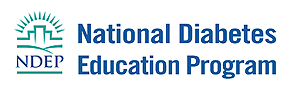 NDEP
National Diabetes
Education Program